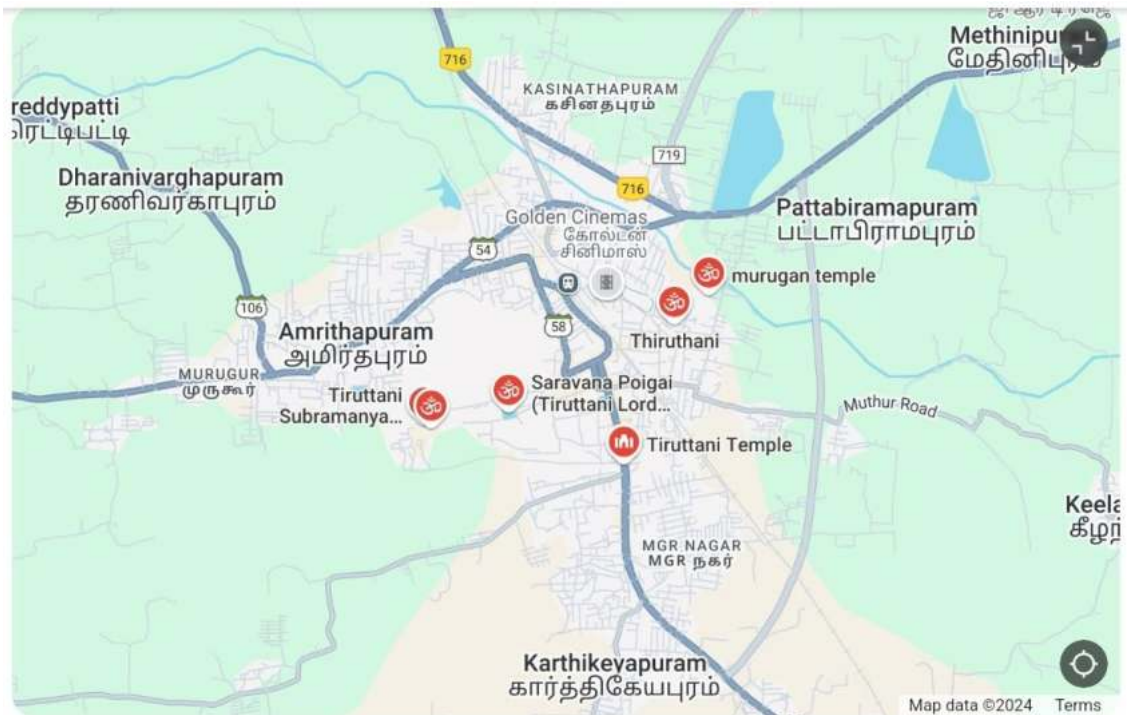 716
KASINATHAPURAM
கசினதபுரம்
Methinipur
மேதினிபுரம்
reddypatti
ரெட்டிபட்டி
Dharanivarghapuram
தரணிவர்காபுரம்
719
716
Pattabiramapuram
பட்டாபிராமபுரம்
Golden Cinemas
கோல்டன்
சினிமாஸ்
54
murugan temple
106
58
Thiruthani
Amrithapuram
அமிர்தபுரம்
MURUGUR
முருகூர்
Tiruttani
Subramanya...
Saravana Poigai
(Tiruttani Lord...
Muthur Road
Tiruttani Temple
Keela
கீழந்
MGR NAGAR
MGR நகர்
Karthikeyapuram
கார்த்திகேயபுரம்
Map data ©2024
Terms